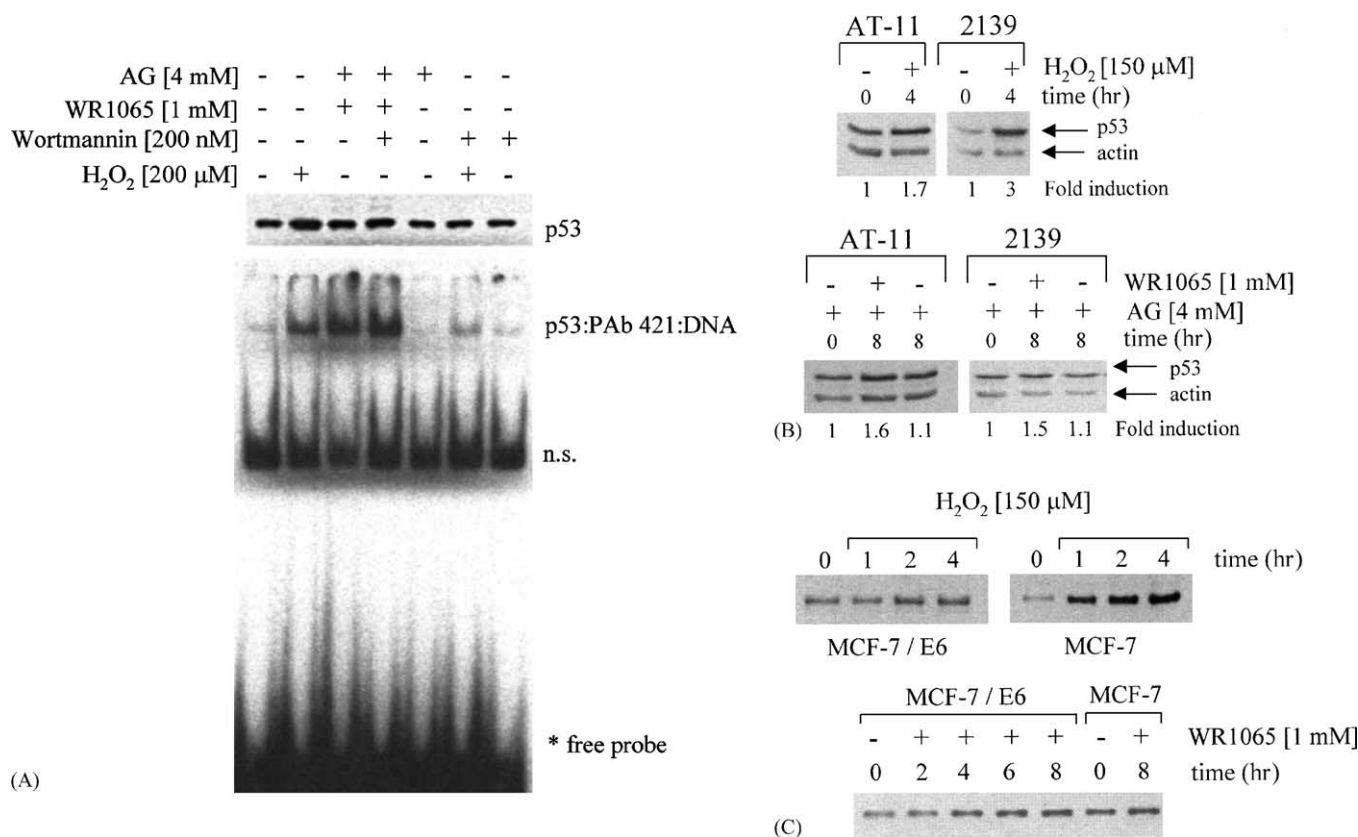 AG [4 mM] - - + + + - -
WR1065 [1 mM] - - + + - - -
Wortmannin [200 nM] - - - + - + +
H₂O₂ [200 μM] - + - - - + -
p53
p53:PAb 421:DNA
n.s.
* free probe
(A)
AT-11 2139
- + - + H₂O₂ [150 μM]
0 4 0 4 time (hr)
p53
actin
1 1.7 1 3 Fold induction
AT-11 2139
- + - - + - WR1065 [1 mM]
+ + + + + + AG [4 mM]
0 8 8 0 8 8 time (hr)
p53
actin
(B) 1 1.6 1.1 1 1.5 1.1 Fold induction
H₂O₂ [150 μM]
0 1 2 4 0 1 2 4 time (hr)
MCF-7 / E6 MCF-7
MCF-7 / E6 MCF-7
- + + + + - + WR1065 [1 mM]
0 2 4 6 8 0 8 time (hr)
(C)